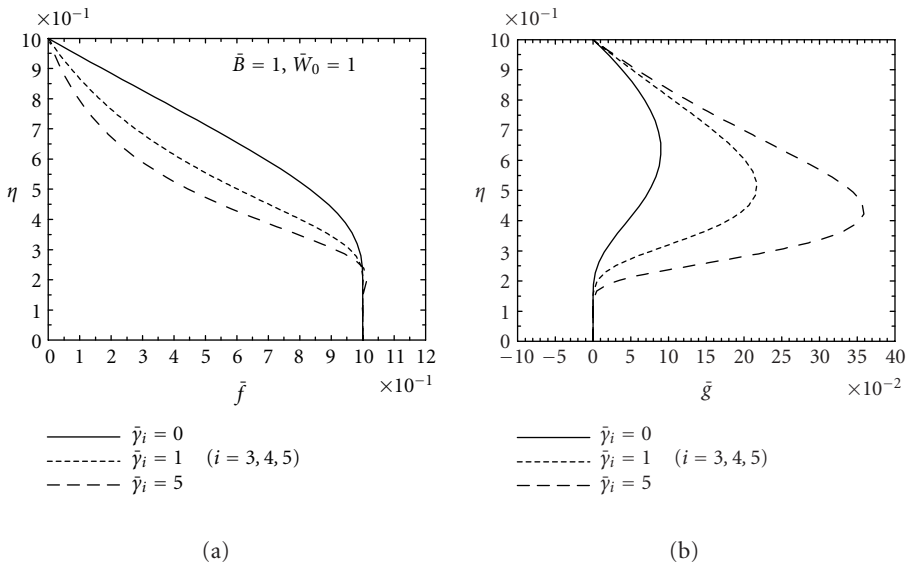 ×10⁻¹
10
9
8
7
6
5
4
3
2
1
0
η
B̄ = 1, W̄₀ = 1
0 1 2 3 4 5 6 7 8 9 10 11 12
×10⁻¹
f̄
γ̄ᵢ = 0
γ̄ᵢ = 1 (i = 3, 4, 5)
γ̄ᵢ = 5
(a)
×10⁻¹
10
9
8
7
6
5
4
3
2
1
0
η
−10 −5 0 5 10 15 20 25 30 35 40
×10⁻²
ḡ
γ̄ᵢ = 0
γ̄ᵢ = 1 (i = 3, 4, 5)
γ̄ᵢ = 5
(b)